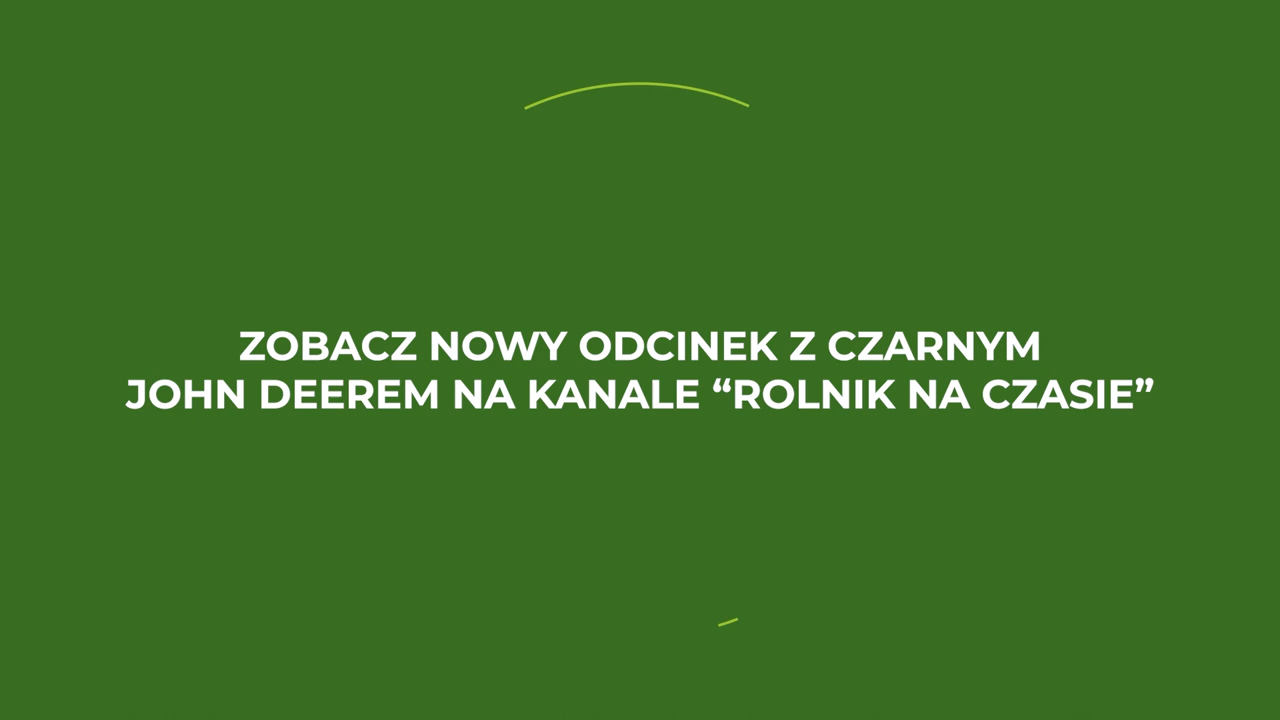 ZOBACZ NOWY ODCINEK Z CZARNYM
JOHN DEEREM NA KANALE “ROLNIK NA CZASIE”